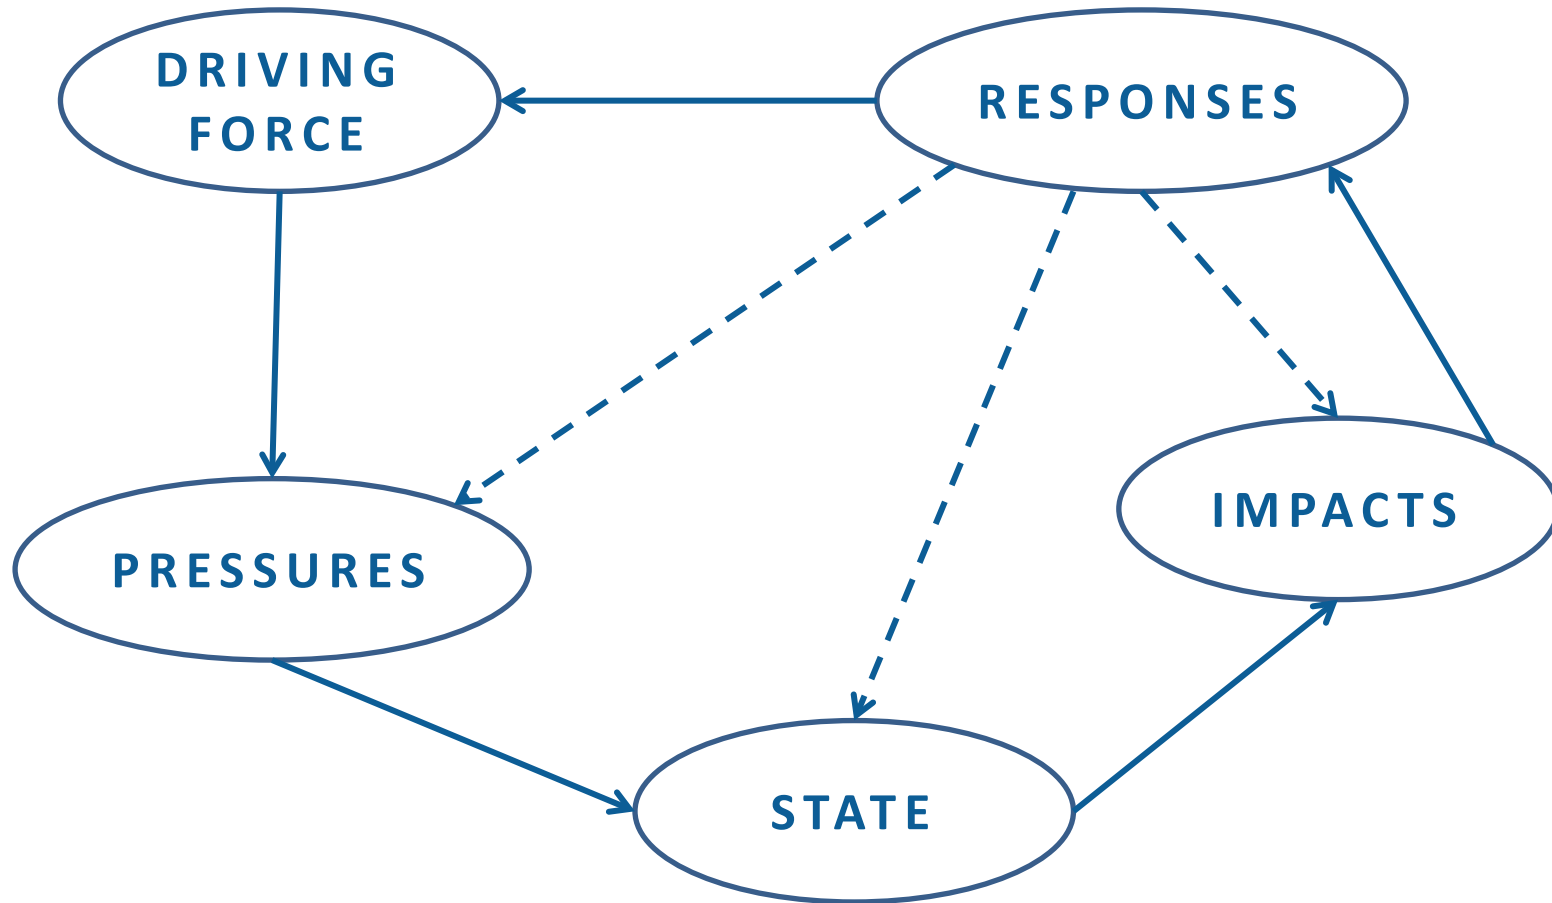 DRIVING
FORCE
RESPONSES
IMPACTS
PRESSURES
STATE